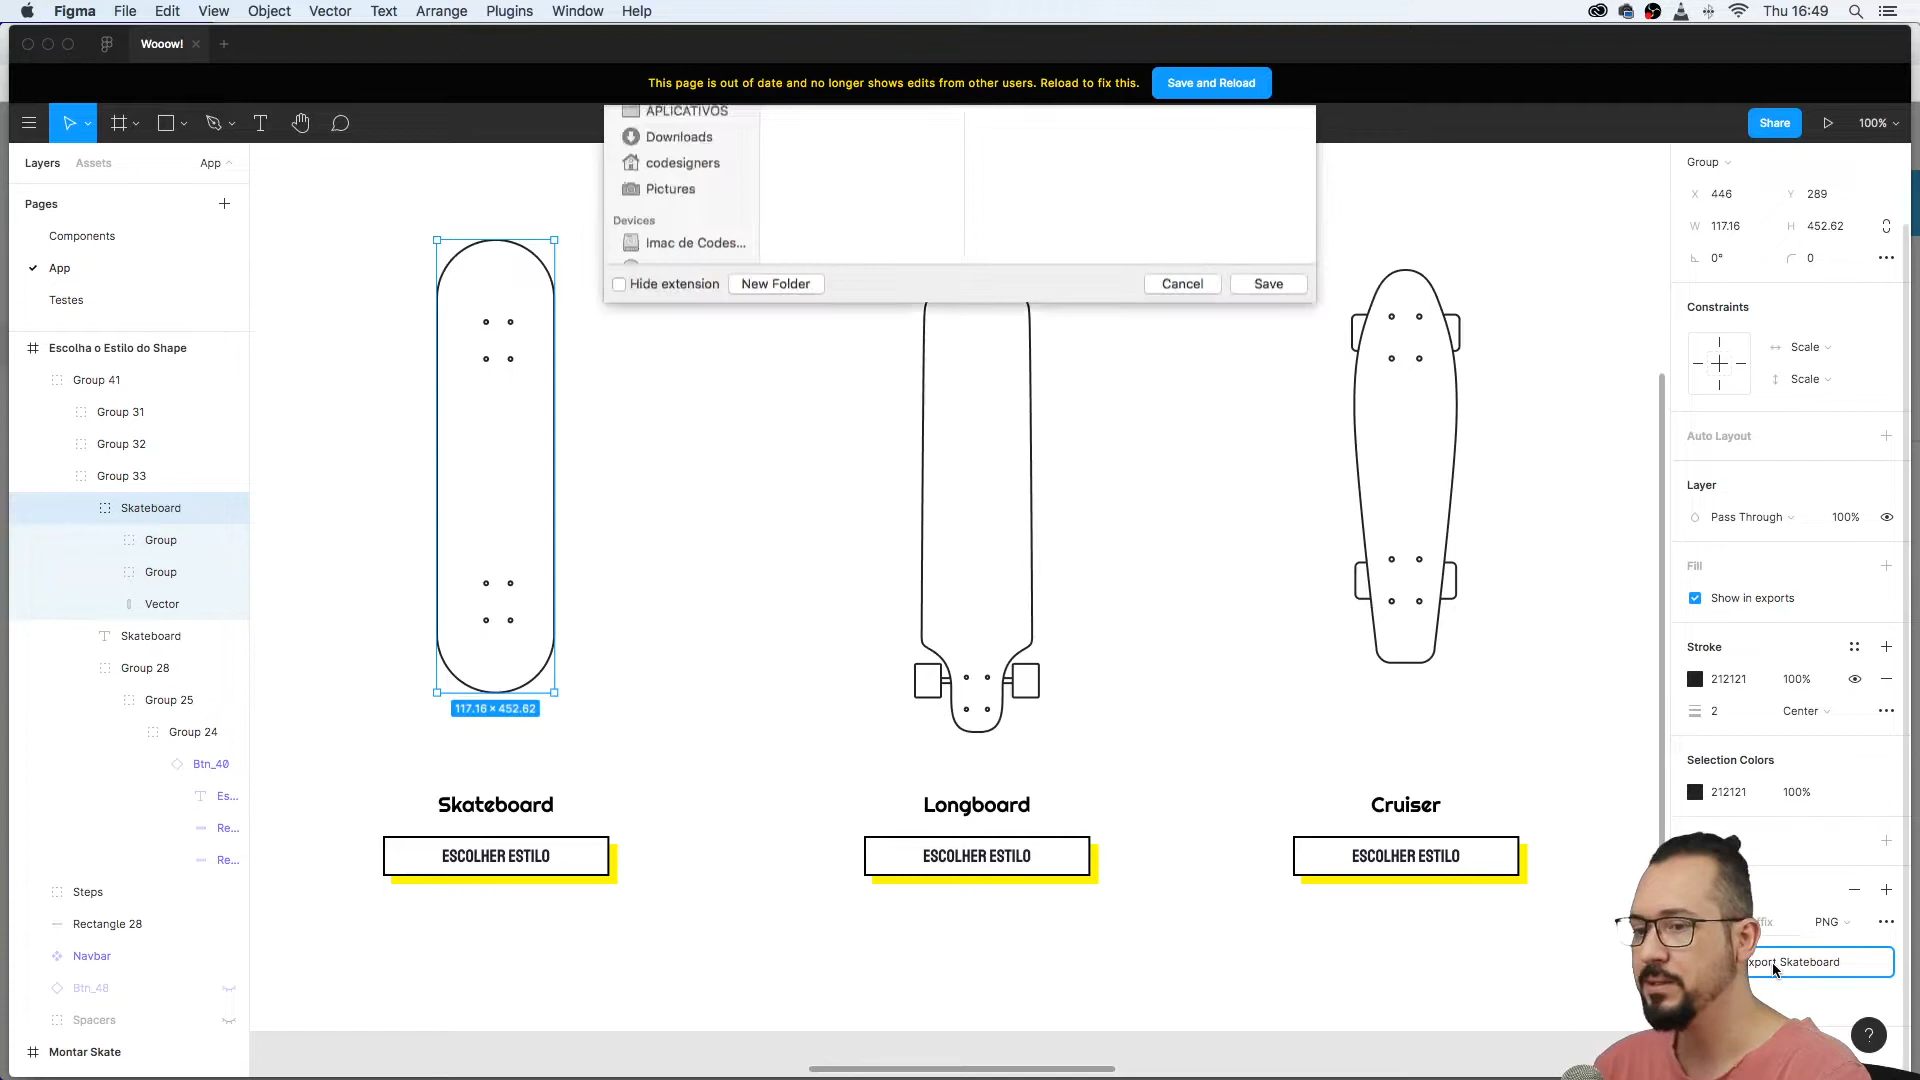 Figma File Edit View Object Vector Text Arrange Plugins Window Help Thu 16:49
Wooow!
This page is out of date and no longer shows edits from other users. Reload to fix this. Save and Reload
Share 100%
APLICATIVOS
Downloads
codesigners
Pictures
Devices
Imac de Codes...
Hide extension New Folder Cancel Save
Layers Assets App
Pages
Components
App
Testes
Escolha o Estilo do Shape
Group 41
Group 31
Group 32
Group 33
Skateboard
Group
Group
Vector
Skateboard
Group 28
Group 25
Group 24
Btn_40
Es...
Re...
Re...
Steps
Rectangle 28
Navbar
Btn_48
Spacers
Montar Skate
117.16 × 452.62
Skateboard
ESCOLHER ESTILO
Longboard
ESCOLHER ESTILO
Cruiser
ESCOLHER ESTILO
Group
X 446 Y 289
W 117.16 H 452.62
0° 0
Constraints
Scale
Scale
Auto Layout
Layer
Pass Through 100%
Fill
Show in exports
Stroke
212121 100%
2 Center
Selection Colors
212121 100%
PNG
xport Skateboard
?